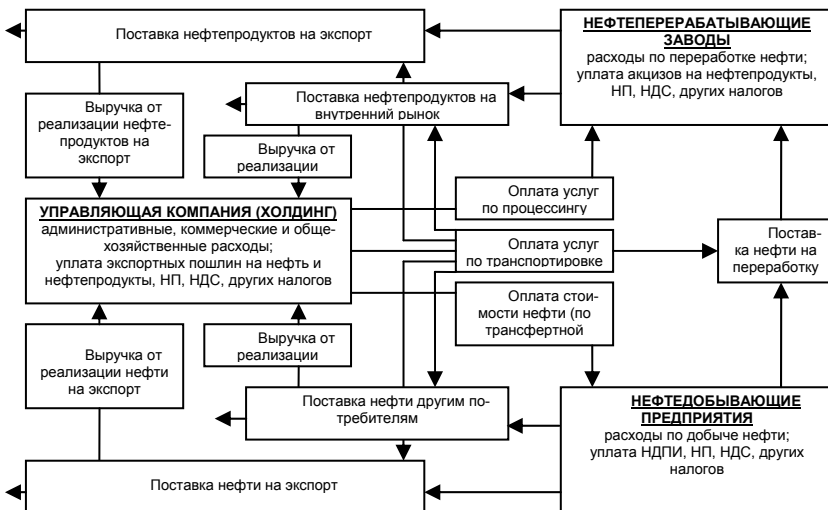 Поставка нефтепродуктов на экспорт
НЕФТЕПЕРЕРАБАТЫВАЮЩИЕ
ЗАВОДЫ
расходы по переработке нефти;
уплата акцизов на нефтепродукты,
НП, НДС, других налогов
Поставка нефтепродуктов на
внутренний рынок
Выручка от
реализации нефте-
продуктов на
экспорт
Выручка от
реализации
УПРАВЛЯЮЩАЯ КОМПАНИЯ (ХОЛДИНГ)
административные, коммерческие и обще-
хозяйственные расходы;
уплата экспортных пошлин на нефть и
нефтепродукты, НП, НДС, других налогов
Оплата услуг
по процессингу
Оплата услуг
по транспортировке
Постав-
ка нефти на
переработку
Оплата стои-
мости нефти (по
трансфертной
Выручка от
реализации нефти
на экспорт
Выручка от
реализации
Поставка нефти другим по-
требителям
НЕФТЕДОБЫВАЮЩИЕ
ПРЕДПРИЯТИЯ
расходы по добыче нефти;
уплата НДПИ, НП, НДС, других
налогов
Поставка нефти на экспорт